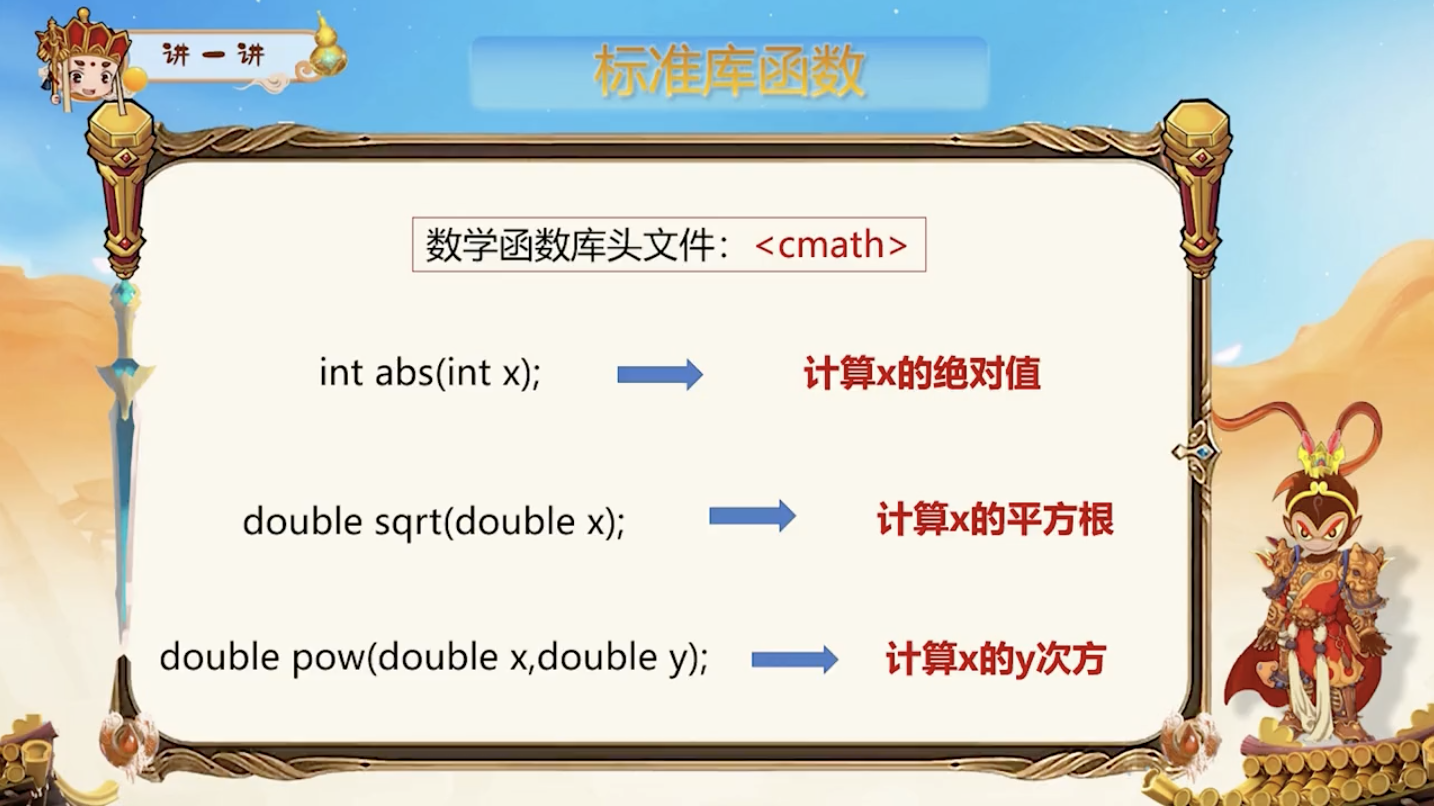 讲一讲
标准库函数
数学函数库头文件：<cmath>
int abs(int x);
计算x的绝对值
double sqrt(double x);
计算x的平方根
double pow(double x,double y);
计算x的y次方